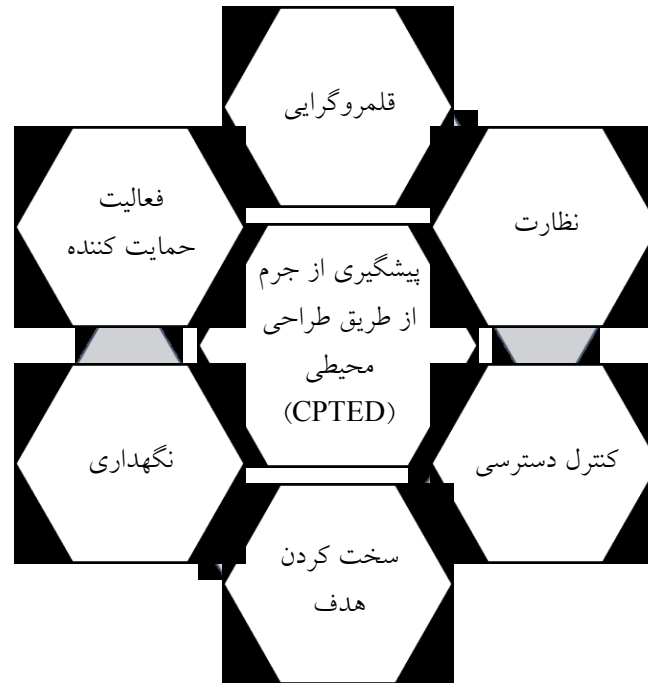 قلمروگرایی
نظارت
فعالیت
حمایت کننده
پیشگیری از جرم
از طریق طراحی
محیطی
(CPTED)
کنترل دسترسی
نگهداری
سخت کردن
هدف